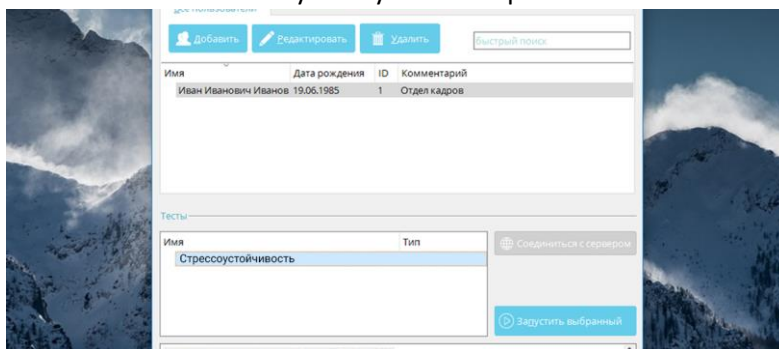 Добавить Редактировать Удалить быстрый поиск
Имя Дата рождения ID Комментарий
Иван Иванович Иванов 19.06.1985 1 Отдел кадров
Тесты
Имя Тип Соединиться с сервером
Стрессоустойчивость
Запустить выбранный